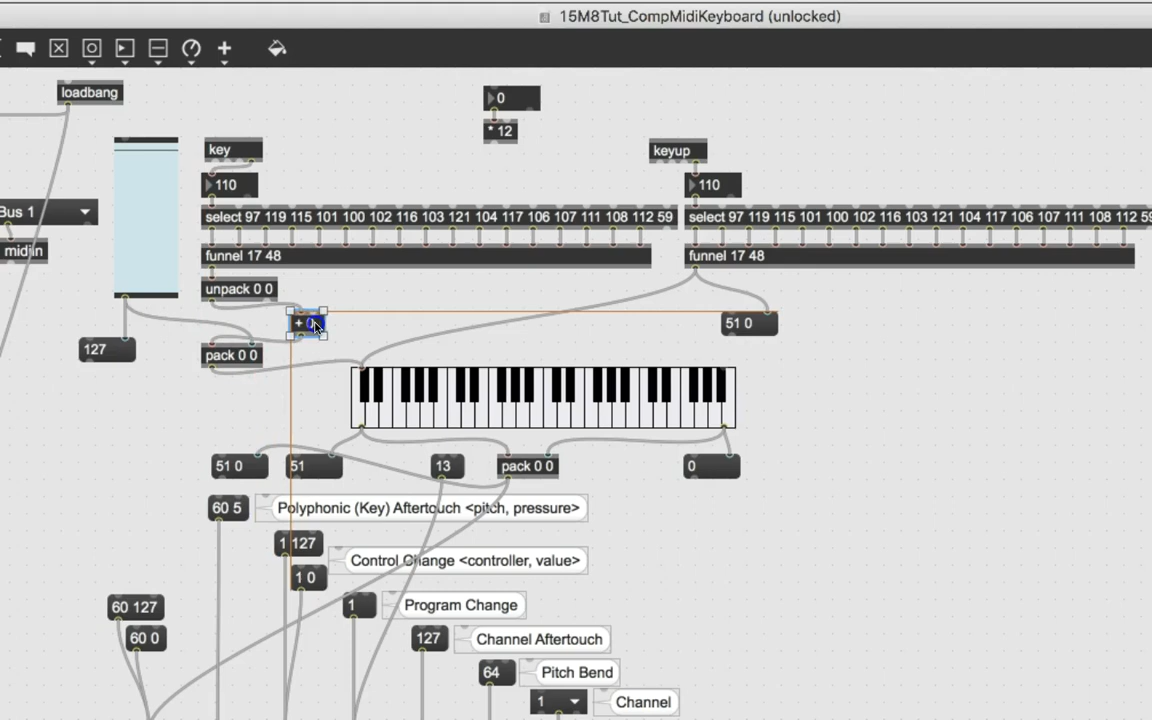 15M8Tut_CompMidiKeyboard (unlocked)
loadbang
0
* 12
key
keyup
110
110
Bus 1
select 97 119 115 101 100 102 116 103 121 104 117 106 107 111 108 112 59
select 97 119 115 101 100 102 116 103 121 104 117 106 107 111 108 112 59
midiin
funnel 17 48
funnel 17 48
unpack 0 0
+ 0
51 0
127
pack 0 0
51 0
51
13
pack 0 0
0
60 5
Polyphonic (Key) Aftertouch <pitch, pressure>
1 127
Control Change <controller, value>
1 0
60 127
1
Program Change
60 0
127
Channel Aftertouch
64
Pitch Bend
1
Channel